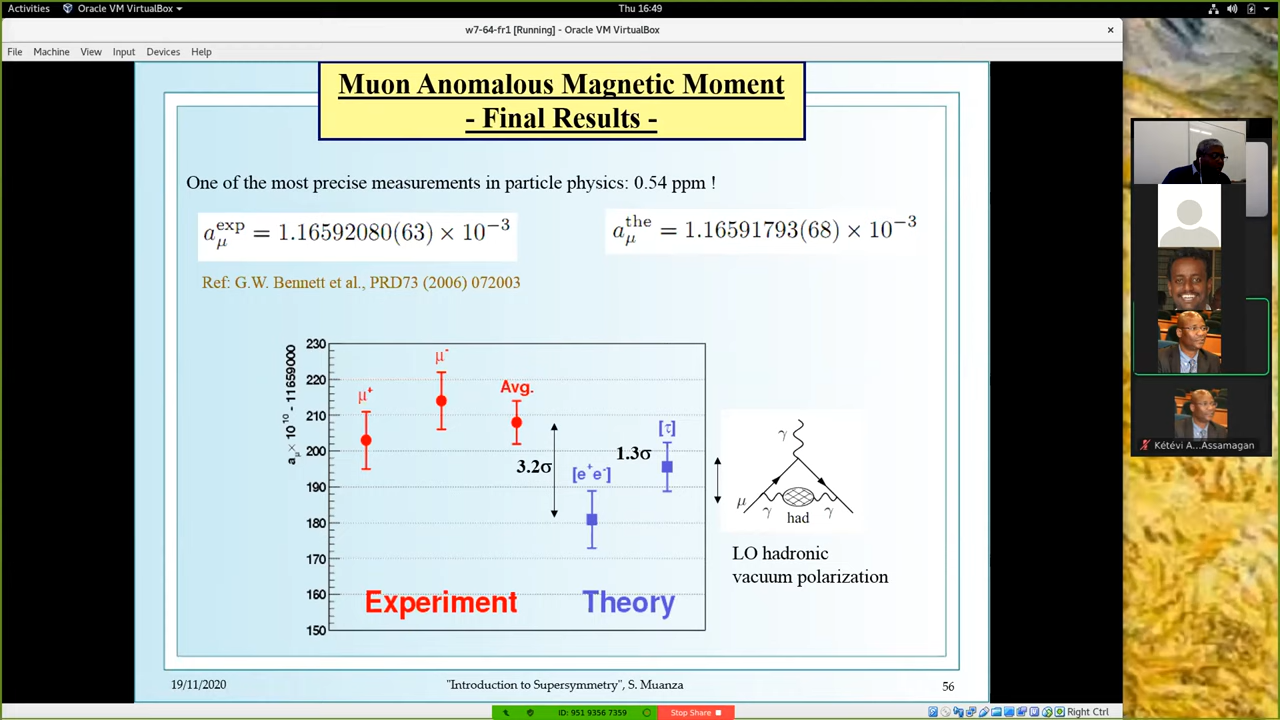 Activities
Oracle VM VirtualBox
Thu 16:49
w7-64-fr1 [Running] - Oracle VM VirtualBox
×
File Machine View Input Devices Help
Muon Anomalous Magnetic Moment
- Final Results -
One of the most precise measurements in particle physics: 0.54 ppm !
a_μ^exp = 1.16592080(63) × 10^−3
a_μ^the = 1.16591793(68) × 10^−3
Ref: G.W. Bennett et al., PRD73 (2006) 072003
a_μ × 10^10 - 11659000
230
220
210
200
190
180
170
160
150
μ+
μ-
Avg.
3.2σ
[e+e-]
1.3σ
[τ]
Experiment
Theory
γ
μ
γ
γ
had
LO hadronic
vacuum polarization
19/11/2020
"Introduction to Supersymmetry", S. Muanza
56
Kétévi A...Assamagan
ID: 951 9356 7359
Stop Share
Right Ctrl